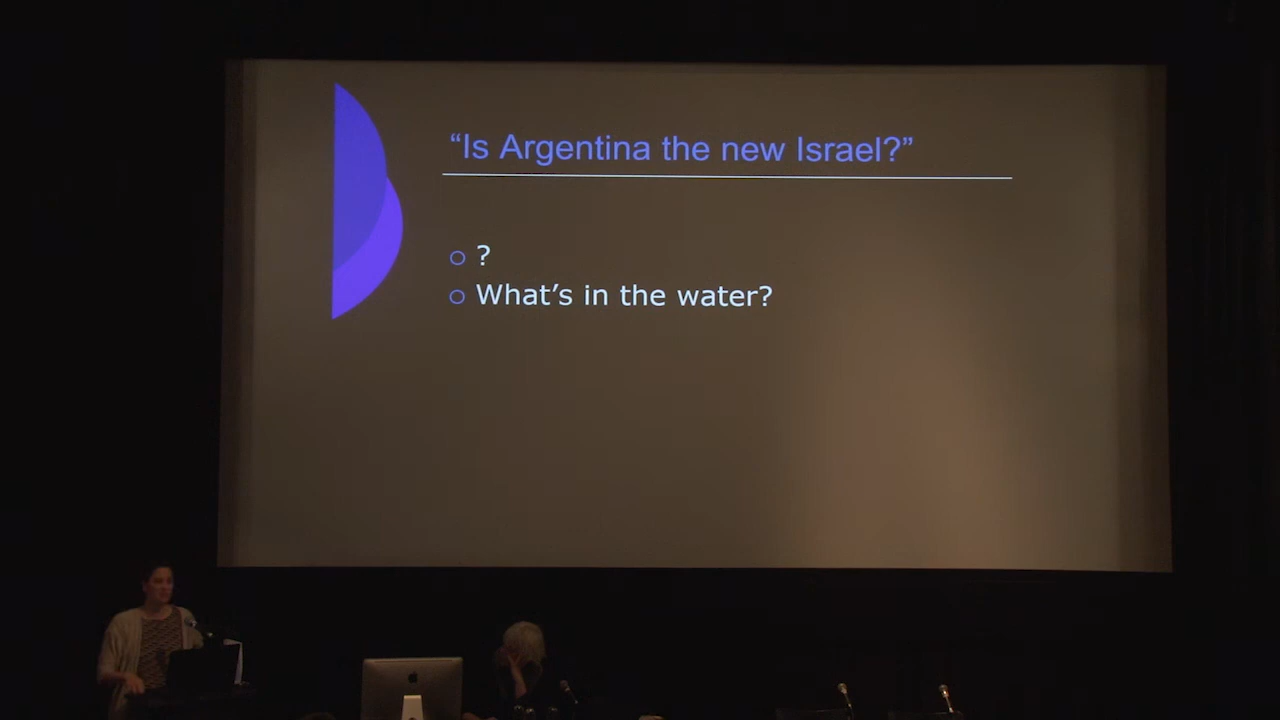 “Is Argentina the new Israel?”
?
What’s in the water?